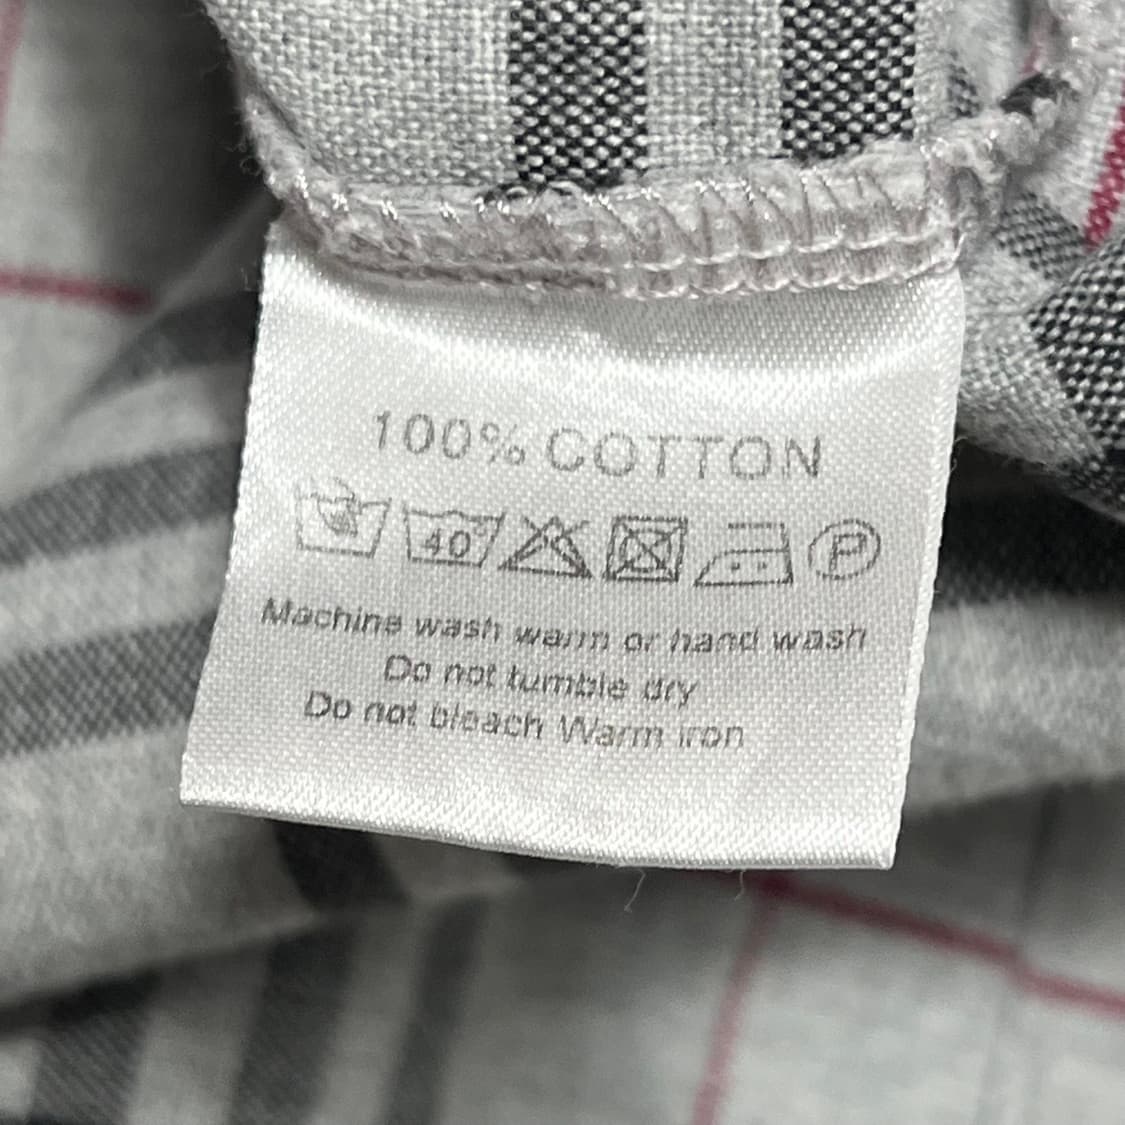 100% COTTON
40° P
Machine wash warm or hand wash
Do not tumble dry
Do not bleach Warm iron